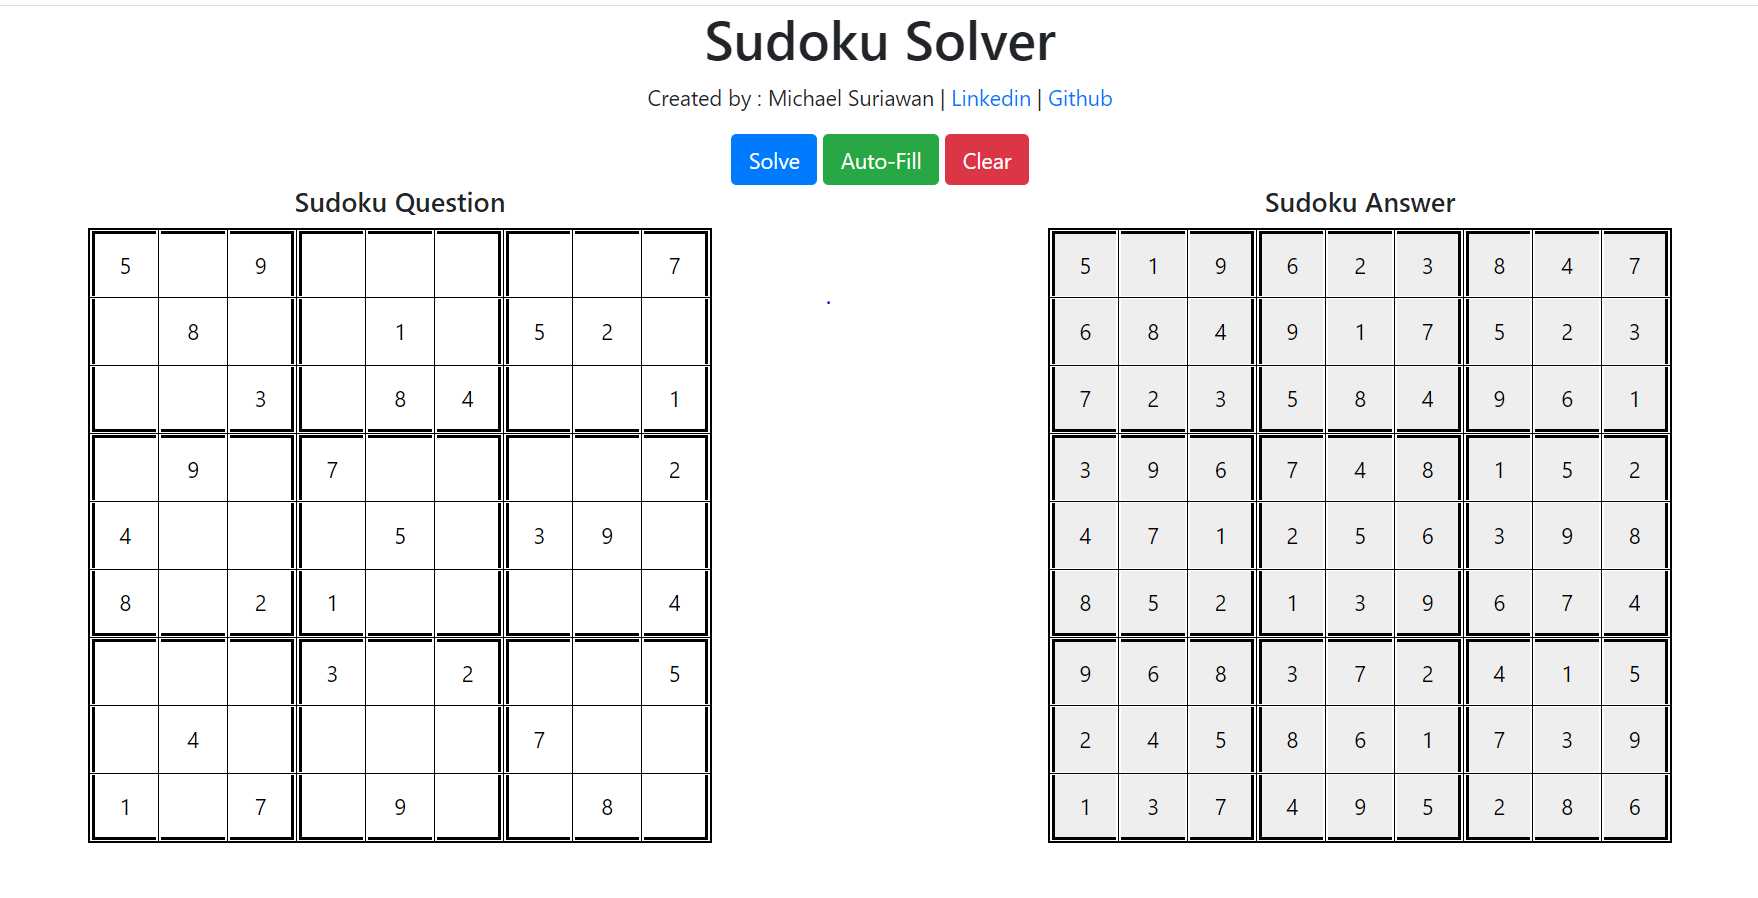 Sudoku Solver
Created by : Michael Suriawan | Linkedin | Github
Solve Auto-Fill Clear
Sudoku Question
5 9 7
8 1 5 2
3 8 4 1
9 7 2
4 5 3 9
8 2 1 4
3 2 5
4 7
1 7 9 8
Sudoku Answer
5 1 9 6 2 3 8 4 7
6 8 4 9 1 7 5 2 3
7 2 3 5 8 4 9 6 1
3 9 6 7 4 8 1 5 2
4 7 1 2 5 6 3 9 8
8 5 2 1 3 9 6 7 4
9 6 8 3 7 2 4 1 5
2 4 5 8 6 1 7 3 9
1 3 7 4 9 5 2 8 6